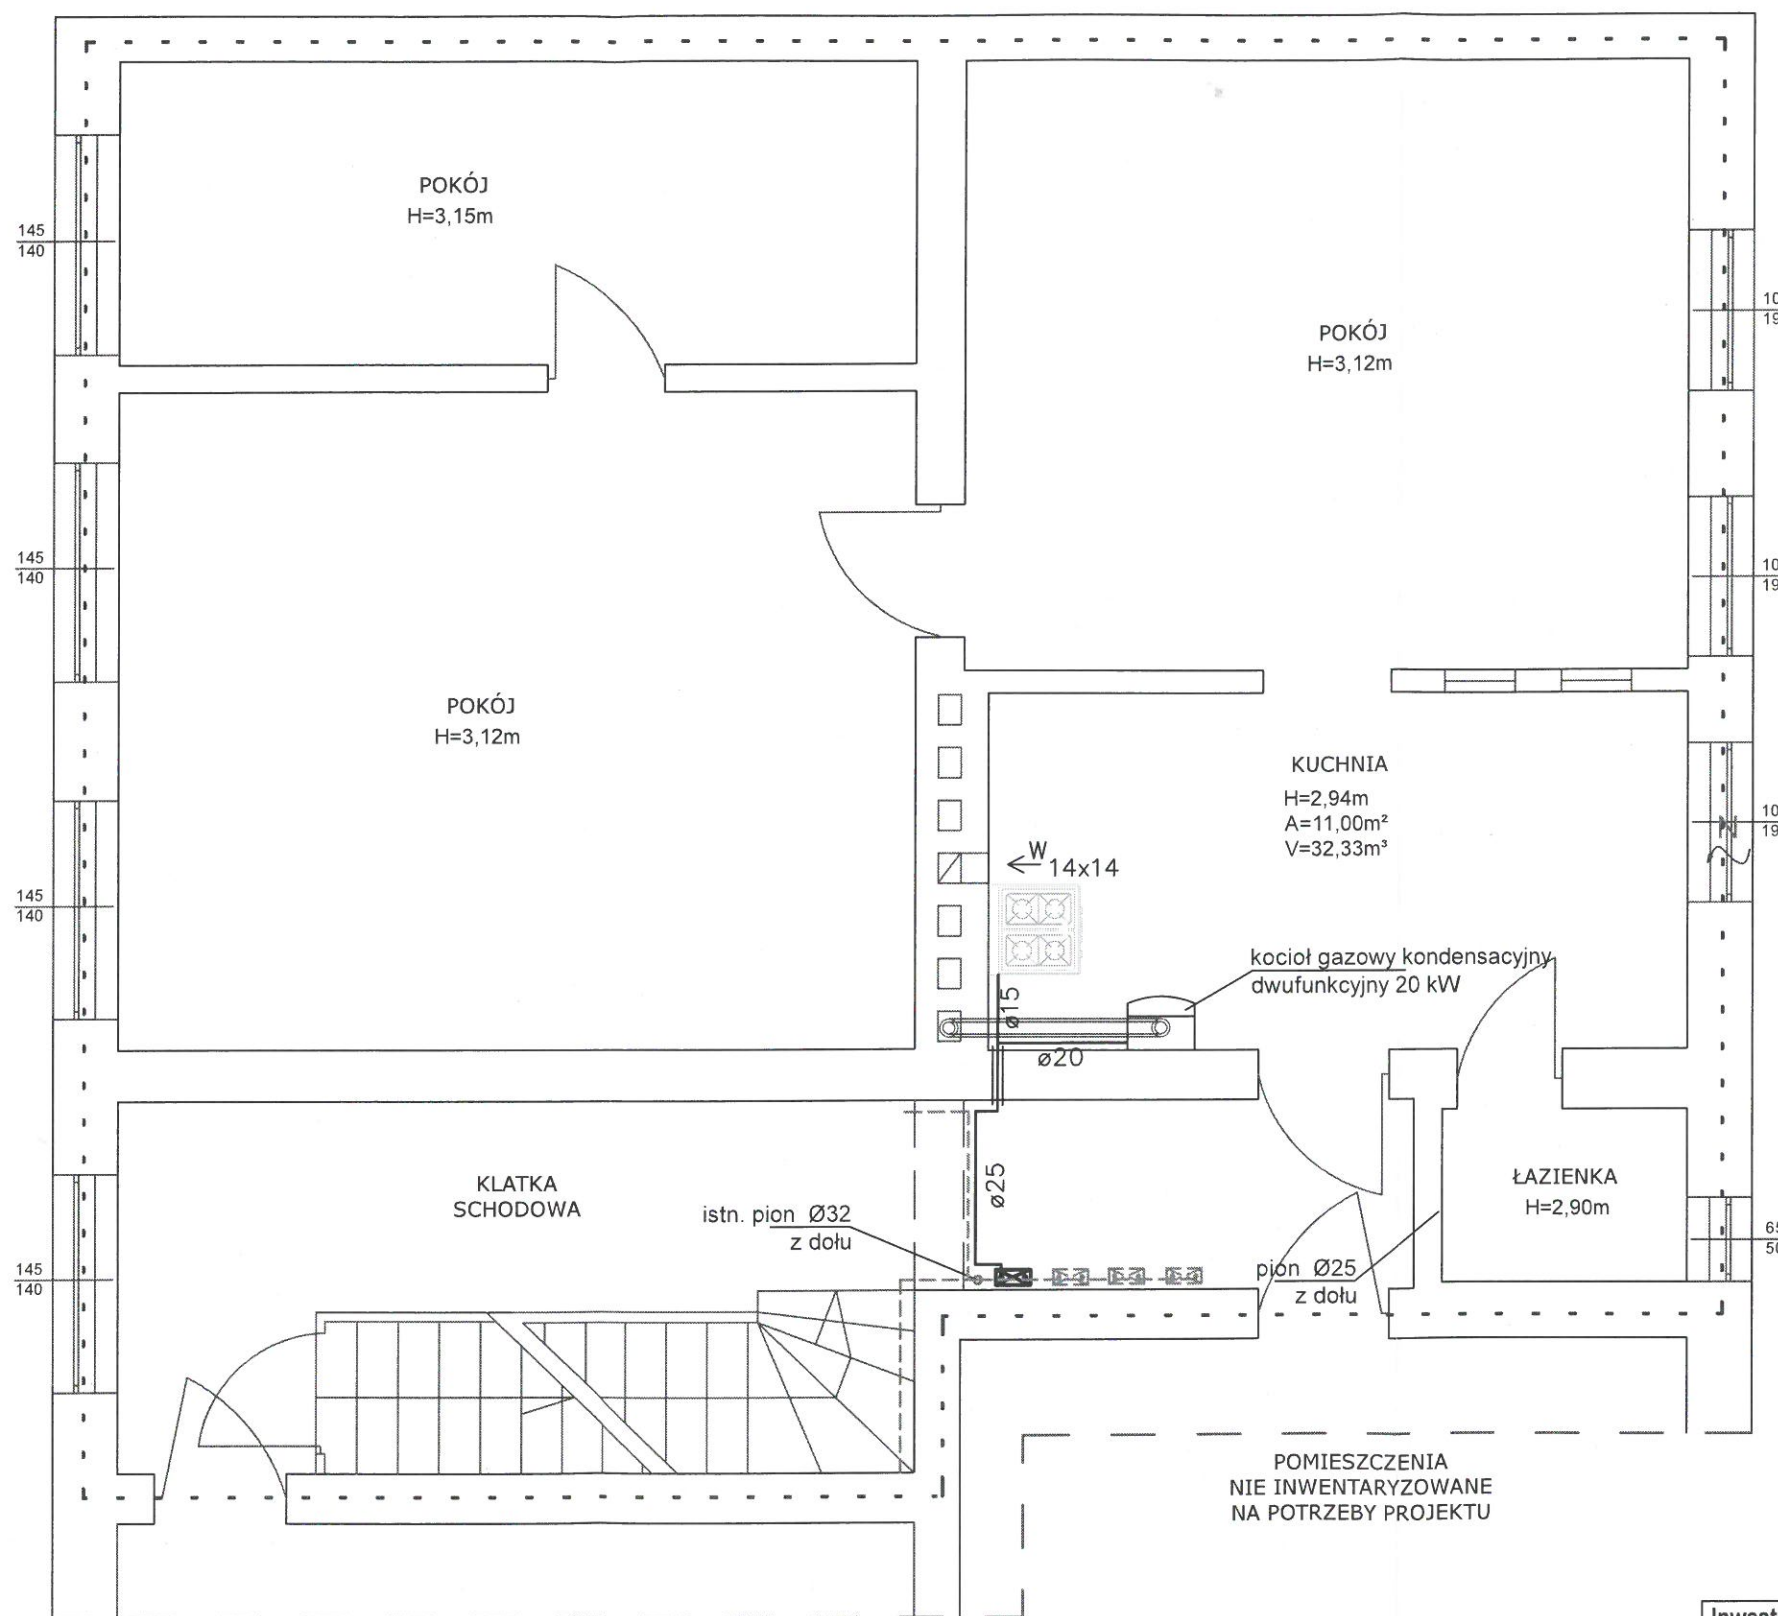 POKÓJ
H=3,15m
145
140
POKÓJ
H=3,12m
145
140
POKÓJ
H=3,12m
KUCHNIA
H=2,94m
A=11,00m²
V=32,33m³
W
14x14
145
140
kocioł gazowy kondensacyjny
dwufunkcyjny 20 kW
ø15
ø20
KLATKA
SCHODOWA
ø25
istn. pion Ø32
z dołu
ŁAZIENKA
H=2,90m
pion Ø25
z dołu
145
140
POMIESZCZENIA
NIE INWENTARYZOWANE
NA POTRZEBY PROJEKTU